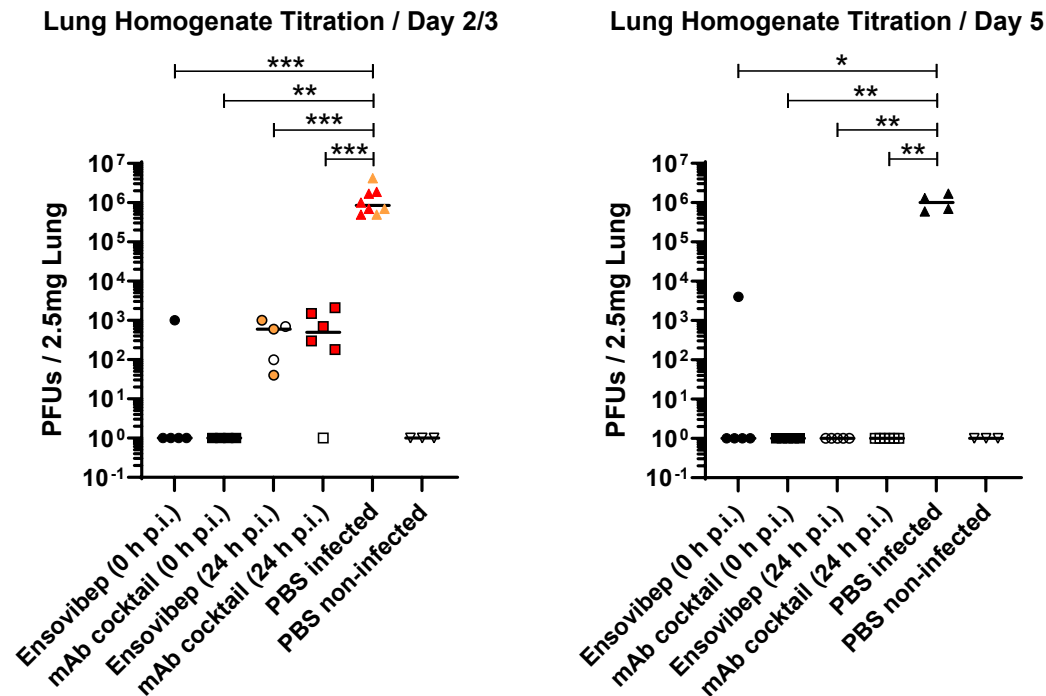 Lung Homogenate Titration / Day 2/3
***
**
***
***
PFUs / 2.5mg Lung
10⁷
10⁶
10⁵
10⁴
10³
10²
10¹
10⁰
10⁻¹
Ensovibep (0 h p.i.)
mAb cocktail (0 h p.i.)
Ensovibep (24 h p.i.)
mAb cocktail (24 h p.i.)
PBS infected
PBS non-infected
Lung Homogenate Titration / Day 5
*
**
**
**
PFUs / 2.5mg Lung
10⁷
10⁶
10⁵
10⁴
10³
10²
10¹
10⁰
10⁻¹
Ensovibep (0 h p.i.)
mAb cocktail (0 h p.i.)
Ensovibep (24 h p.i.)
mAb cocktail (24 h p.i.)
PBS infected
PBS non-infected